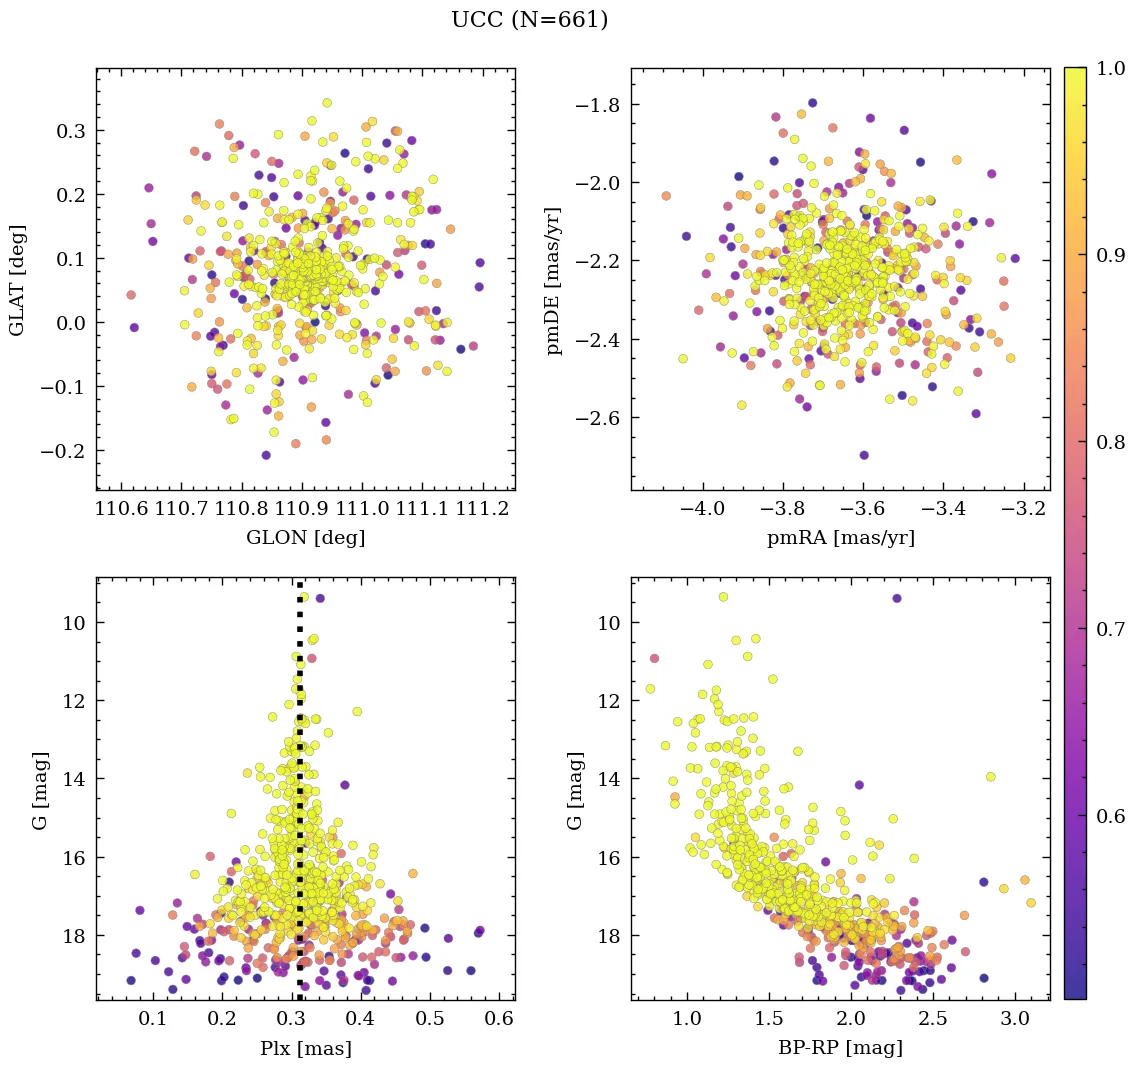 UCC (N=661)
0.3
0.2
0.1
0.0
−0.1
−0.2
GLAT [deg]
110.6 110.7 110.8 110.9 111.0 111.1 111.2
GLON [deg]
−1.8
−2.0
−2.2
−2.4
−2.6
pmDE [mas/yr]
−4.0 −3.8 −3.6 −3.4 −3.2
pmRA [mas/yr]
10
12
14
16
18
G [mag]
0.1 0.2 0.3 0.4 0.5 0.6
Plx [mas]
10
12
14
16
18
G [mag]
1.0 1.5 2.0 2.5 3.0
BP-RP [mag]
1.0
0.9
0.8
0.7
0.6